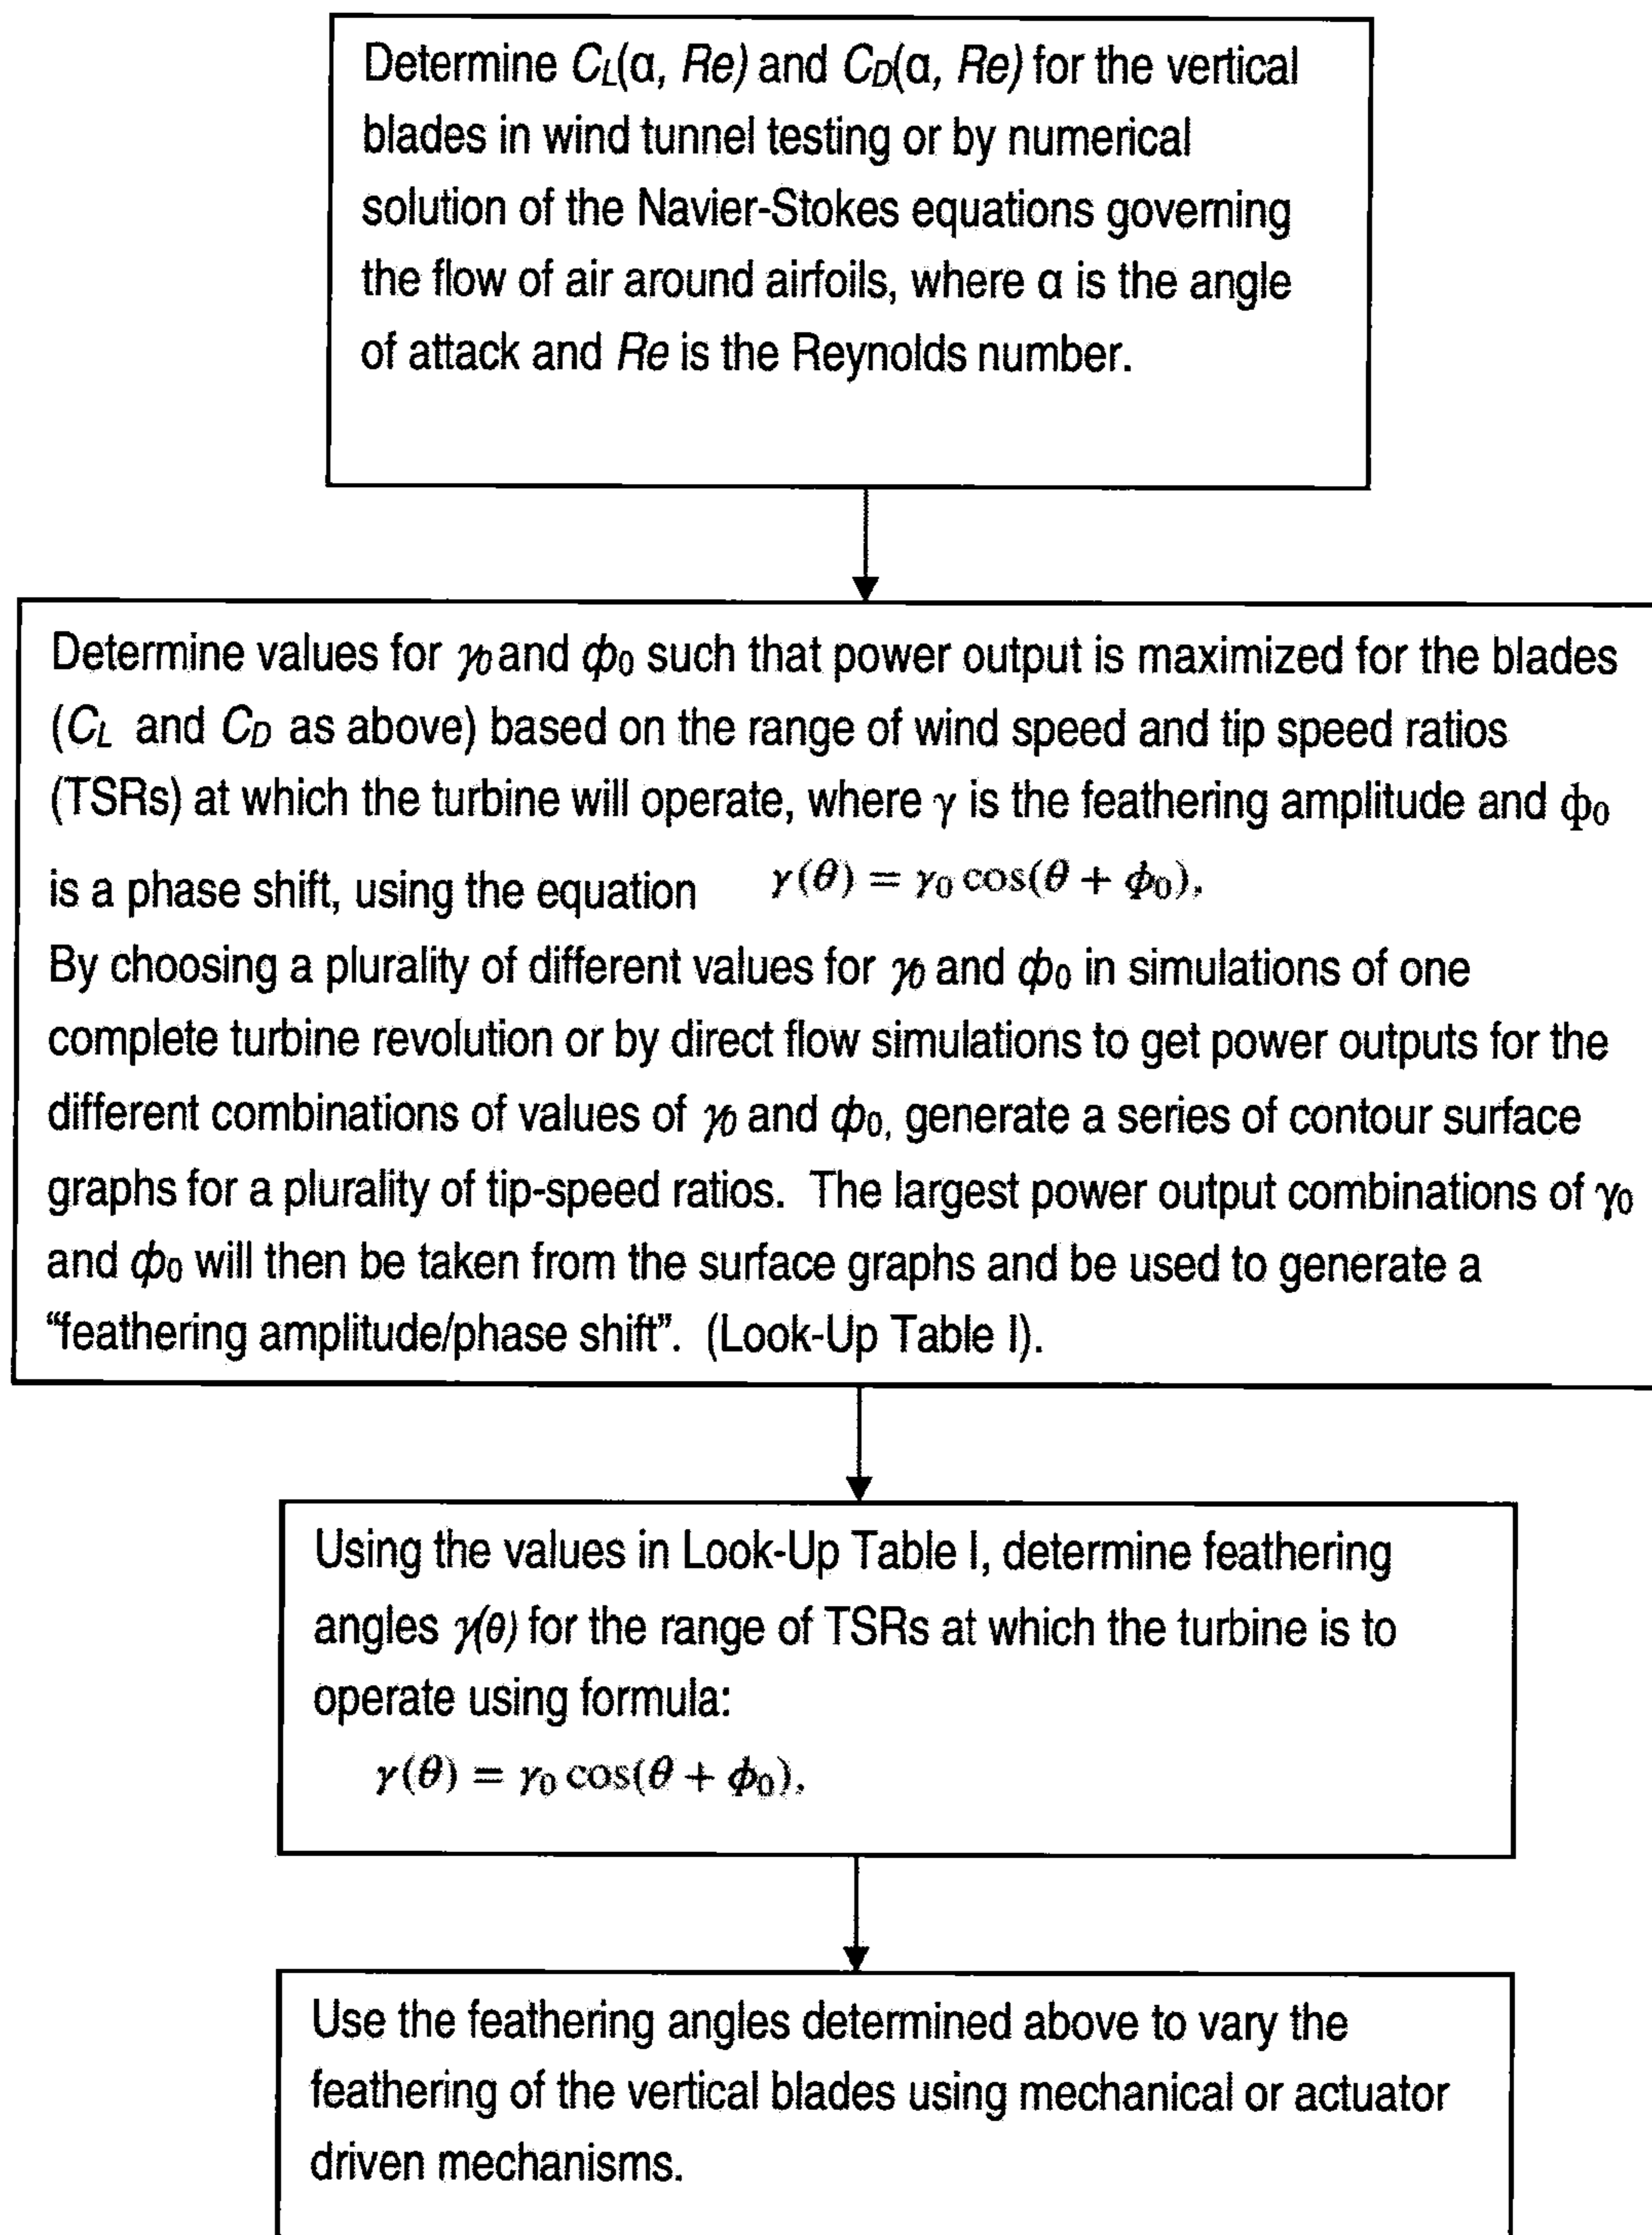 Determine CL(α, Re) and CD(α, Re) for the vertical
blades in wind tunnel testing or by numerical
solution of the Navier-Stokes equations governing
the flow of air around airfoils, where α is the angle
of attack and Re is the Reynolds number.
Determine values for γ0 and ϕ0 such that power output is maximized for the blades
(CL and CD as above) based on the range of wind speed and tip speed ratios
(TSRs) at which the turbine will operate, where γ is the feathering amplitude and ϕ0
is a phase shift, using the equation γ(θ) = γ0 cos(θ + ϕ0),
By choosing a plurality of different values for γ0 and ϕ0 in simulations of one
complete turbine revolution or by direct flow simulations to get power outputs for the
different combinations of values of γ0 and ϕ0, generate a series of contour surface
graphs for a plurality of tip-speed ratios. The largest power output combinations of γ0
and ϕ0 will then be taken from the surface graphs and be used to generate a
“feathering amplitude/phase shift”. (Look-Up Table I).
Using the values in Look-Up Table I, determine feathering
angles γ(θ) for the range of TSRs at which the turbine is to
operate using formula:
γ(θ) = γ0 cos(θ + ϕ0),
Use the feathering angles determined above to vary the
feathering of the vertical blades using mechanical or actuator
driven mechanisms.